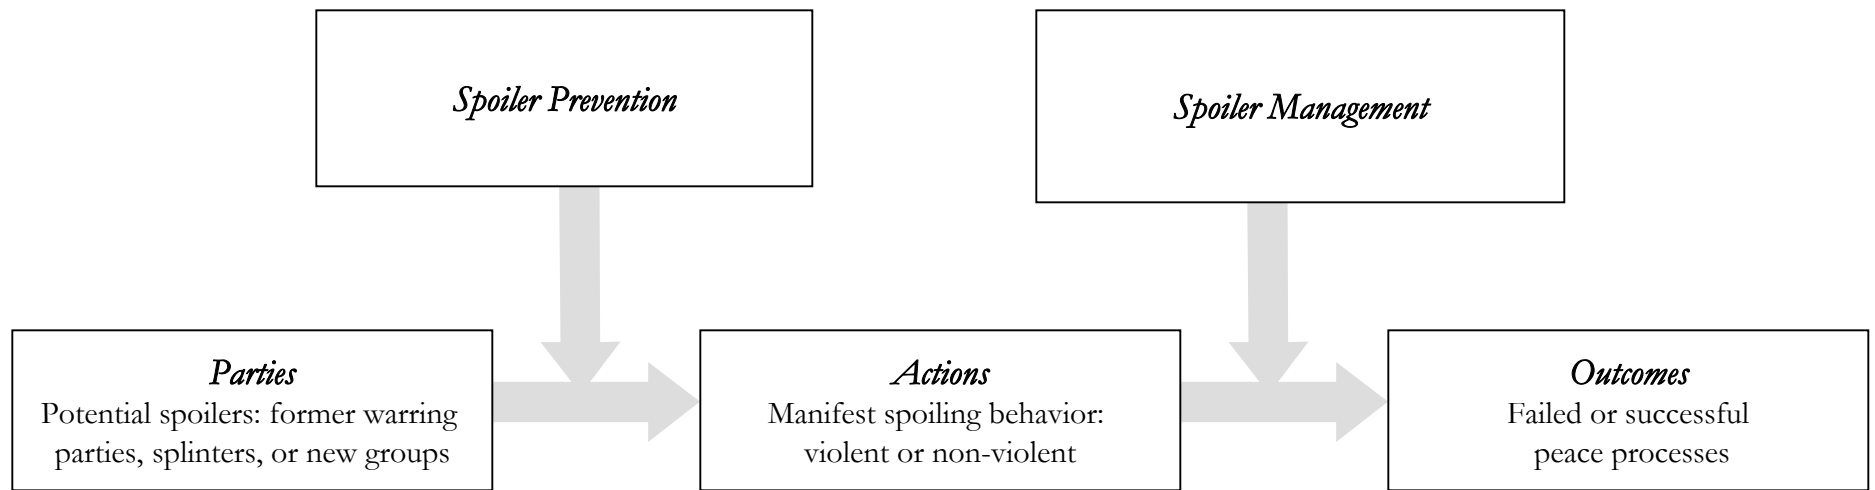 Spoiler Prevention
Spoiler Management
Parties
Potential spoilers: former warring
parties, splinters, or new groups
Actions
Manifest spoiling behavior:
violent or non-violent
Outcomes
Failed or successful
peace processes